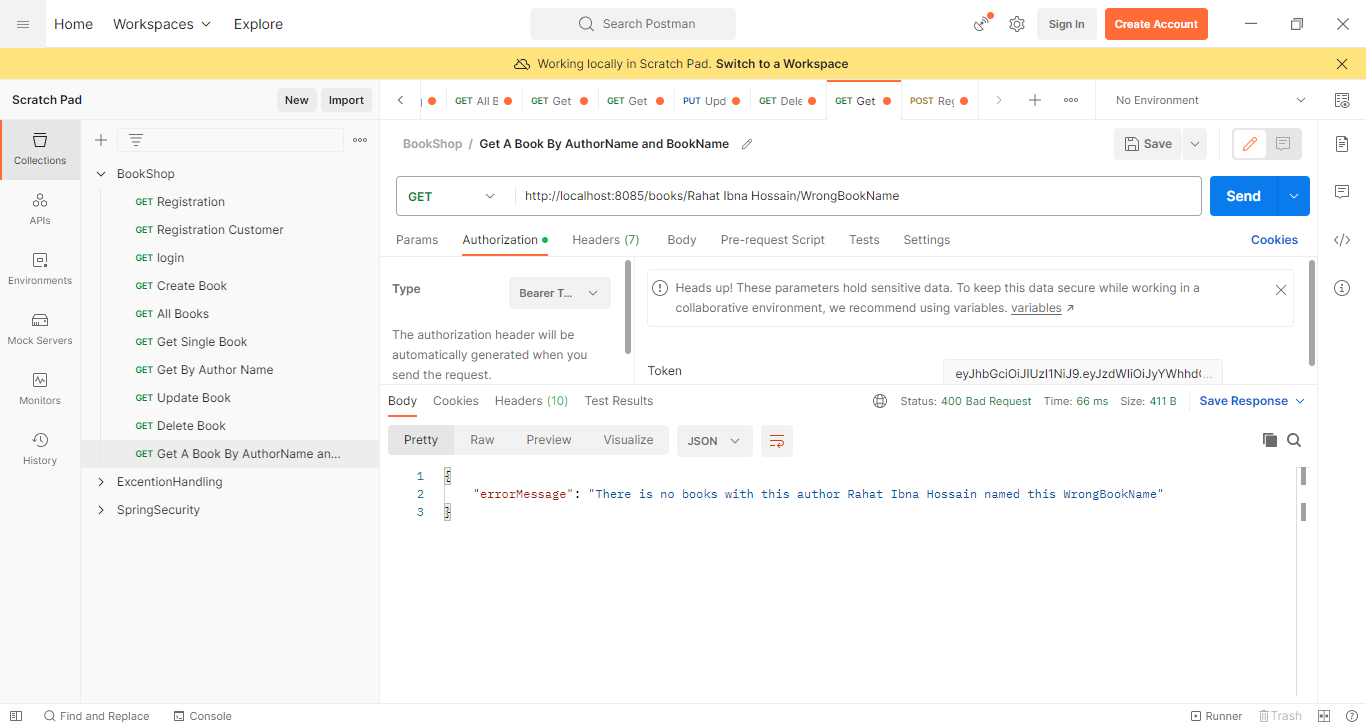 Home Workspaces Explore Search Postman Sign In Create Account
Working locally in Scratch Pad. Switch to a Workspace
Scratch Pad New Import
GET All B GET Get GET Get PUT Upd GET Dele GET Get POST Reg No Environment
Collections
APIs
Environments
Mock Servers
Monitors
History
BookShop
GET Registration
GET Registration Customer
GET login
GET Create Book
GET All Books
GET Get Single Book
GET Get By Author Name
GET Update Book
GET Delete Book
GET Get A Book By AuthorName an...
ExcentionHandling
SpringSecurity
BookShop / Get A Book By AuthorName and BookName Save
GET http://localhost:8085/books/Rahat Ibna Hossain/WrongBookName Send
Params Authorization Headers (7) Body Pre-request Script Tests Settings Cookies
Type Bearer T...
The authorization header will be
automatically generated when you
send the request.
Heads up! These parameters hold sensitive data. To keep this data secure while working in a
collaborative environment, we recommend using variables. variables ↗
Token eyJhbGciOiJIUzI1NiJ9.eyJzdWIiOiJyYWhhd(...
Body Cookies Headers (10) Test Results Status: 400 Bad Request Time: 66 ms Size: 411 B Save Response
Pretty Raw Preview Visualize JSON
1 {
2 "errorMessage": "There is no books with this author Rahat Ibna Hossain named this WrongBookName"
3 }
Find and Replace Console Runner Trash